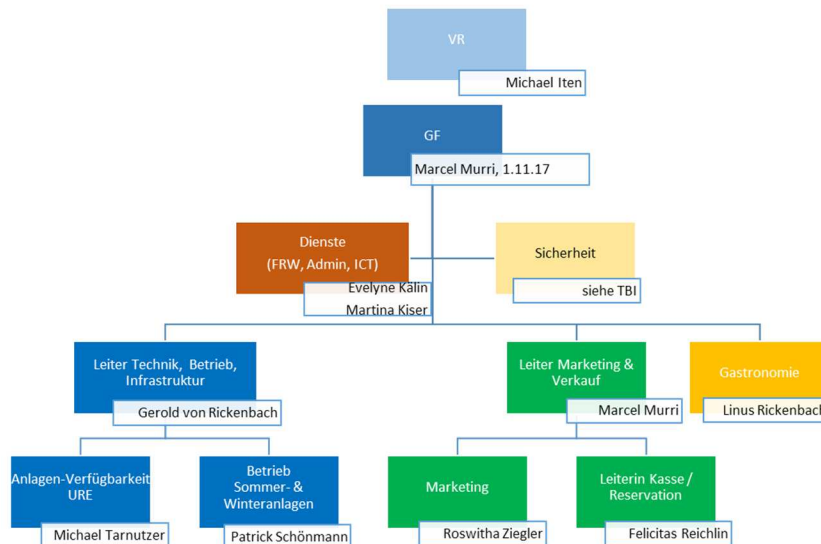 VR
Michael Iten
GF
Marcel Murri, 1.11.17
Dienste
(FRW, Admin, ICT)
Evelyne Kälin
Martina Kiser
Sicherheit
siehe TBI
Leiter Technik, Betrieb,
Infrastruktur
Gerold von Rickenbach
Leiter Marketing &
Verkauf
Marcel Murri
Gastronomie
Linus Rickenbach
Anlagen-Verfügbarkeit
URE
Michael Tarnutzer
Betrieb
Sommer- &
Winteranlagen
Patrick Schönmann
Marketing
Roswitha Ziegler
Leiterin Kasse /
Reservation
Felicitas Reichlin